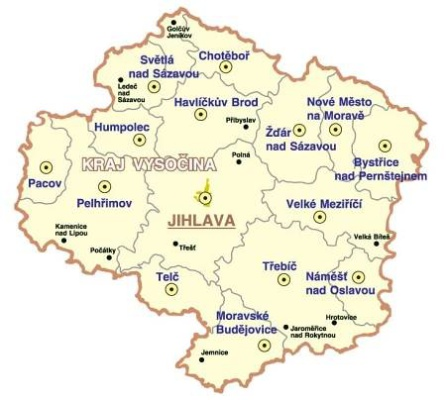 Golčův
Jeníkov
Chotěboř
Světlá
nad Sázavou
Ledeč
nad
Sázavou
Havlíčkův Brod
Nové Město
na Moravě
Přibyslav
Humpolec
Žďár
nad Sázavou
Polná
KRAJ VYSOČINA
Bystřice
nad Pernštejnem
Pacov
Pelhřimov
JIHLAVA
Velké Meziříčí
Kamenice
nad Lipou
Počátky
Třešť
Velká Bíteš
Telč
Třebíč
Náměšť
nad Oslavou
Moravské
Budějovice
Hrotovice
Jaroměřice
nad Rokytnou
Jemnice